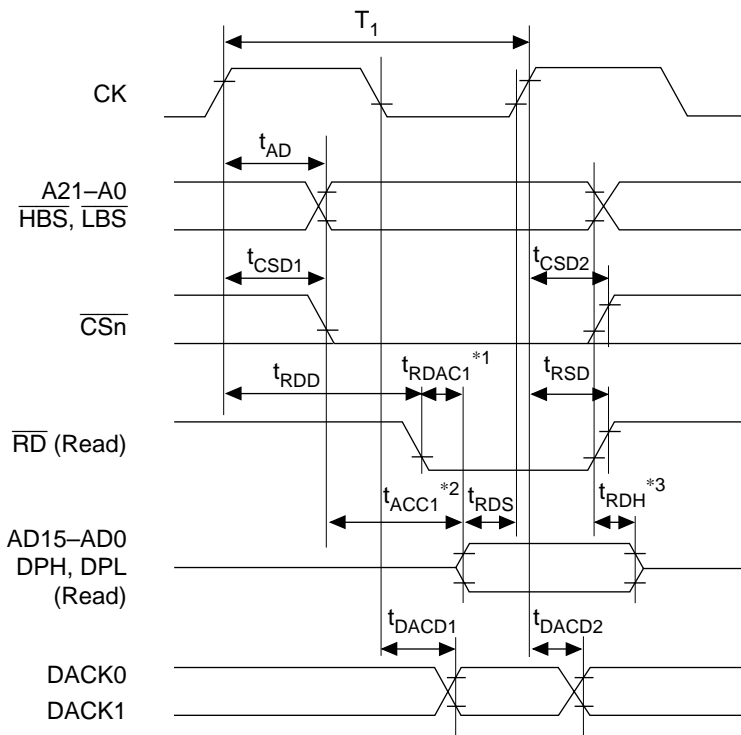 T1
CK
tAD
A21–A0
HBS, LBS
tCSD1 tCSD2
CSn
tRDD tRDAC1*1 tRSD
RD (Read)
tACC1*2 tRDS tRDH*3
AD15–AD0
DPH, DPL
(Read)
tDACD1 tDACD2
DACK0
DACK1